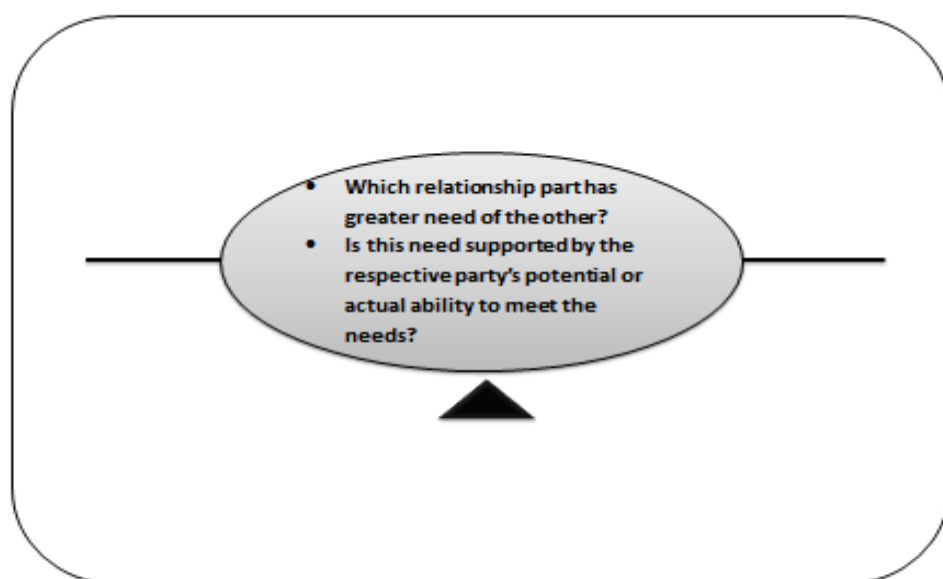 • Which relationship part has
greater need of the other?
• Is this need supported by the
respective party's potential or
actual ability to meet the
needs?